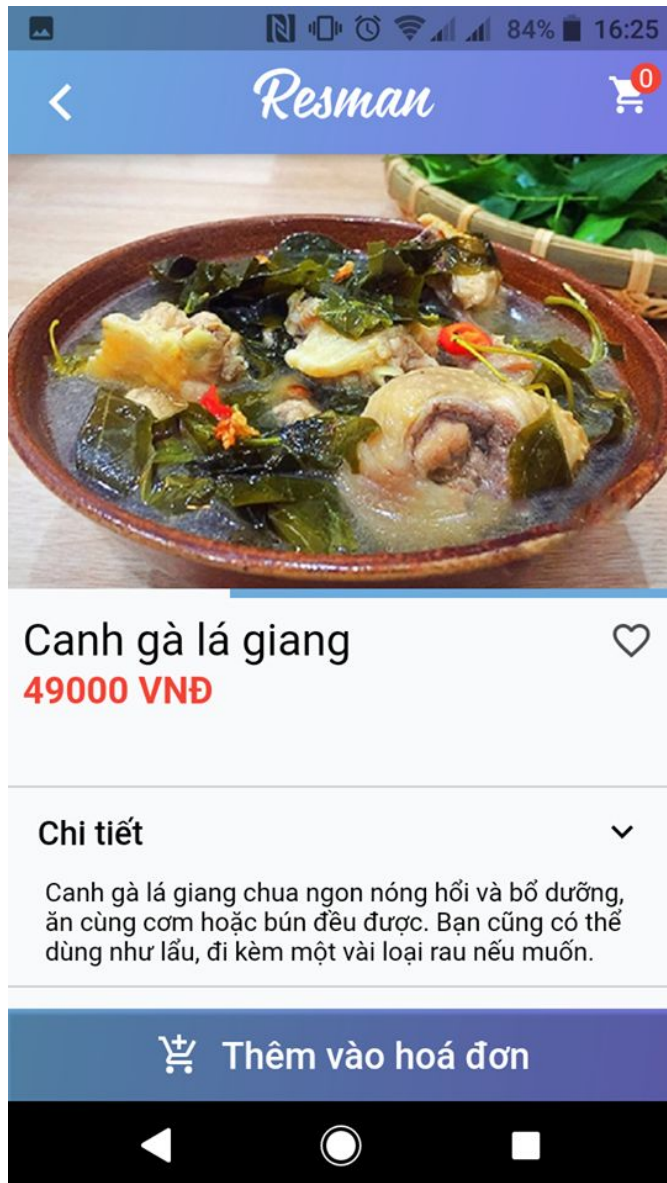 84% 16:25
Resman
0
Canh gà lá giang
49000 VNĐ
Chi tiết
Canh gà lá giang chua ngon nóng hổi và bổ dưỡng,
ăn cùng cơm hoặc bún đều được. Bạn cũng có thể
dùng như lẩu, đi kèm một vài loại rau nếu muốn.
Thêm vào hoá đơn